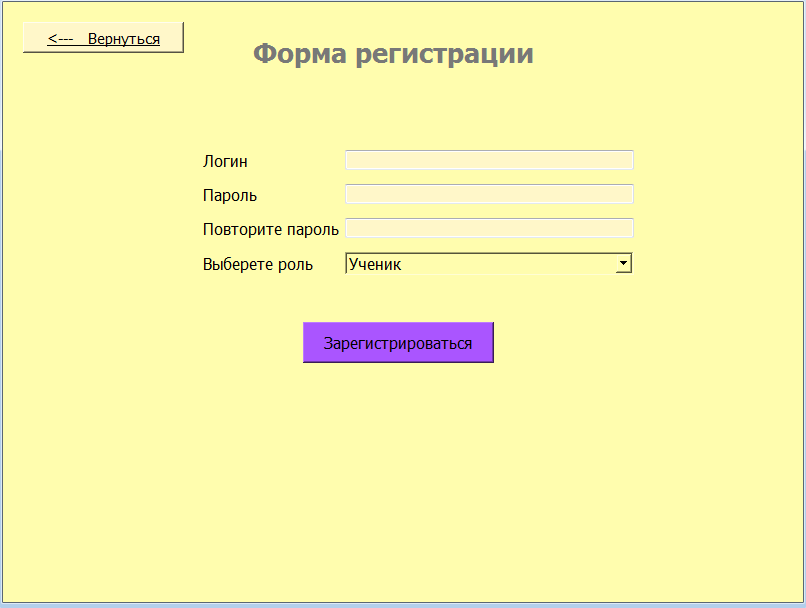 <--- Вернуться
Форма регистрации
Логин
Пароль
Повторите пароль
Выберете роль
Ученик
Зарегистрироваться